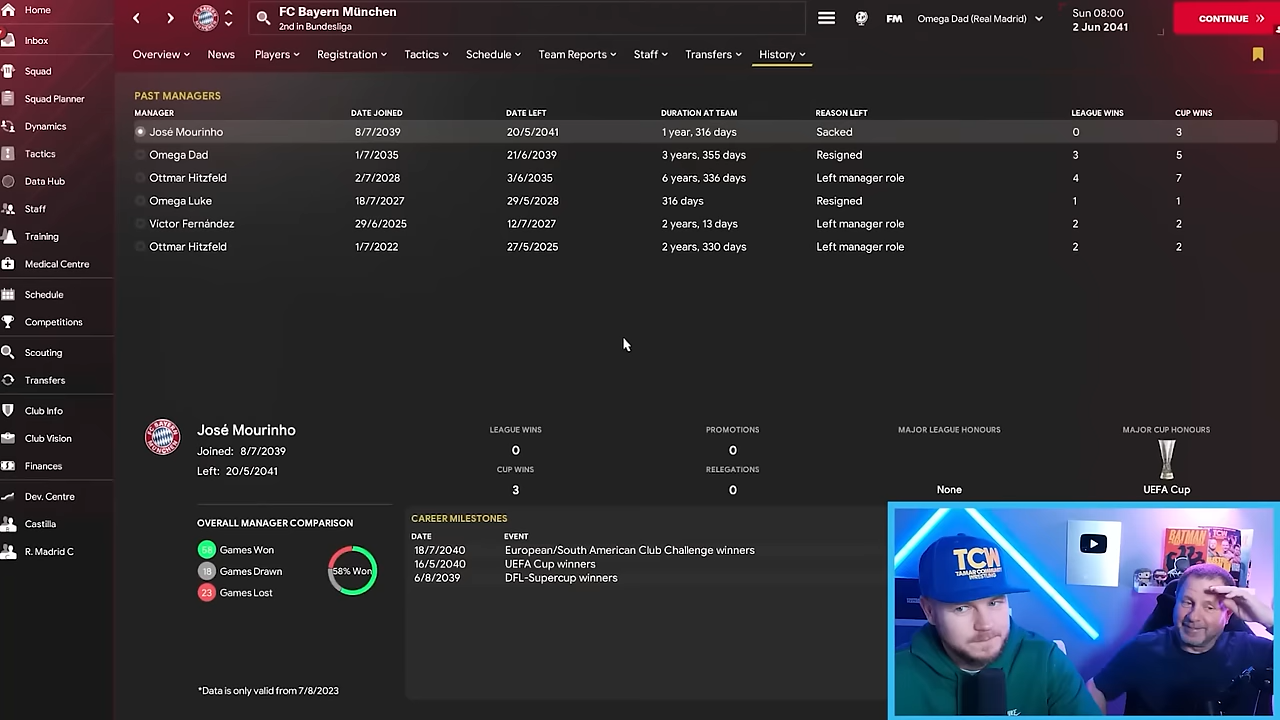 Home
FC Bayern München
2nd in Bundesliga
FM
Omega Dad (Real Madrid)
Sun 08:00
2 Jun 2041
CONTINUE
Inbox
Squad
Squad Planner
Dynamics
Tactics
Data Hub
Staff
Training
Medical Centre
Schedule
Competitions
Scouting
Transfers
Club Info
Club Vision
Finances
Dev. Centre
Castilla
R. Madrid C
Overview News Players Registration Tactics Schedule Team Reports Staff Transfers History
PAST MANAGERS
MANAGER DATE JOINED DATE LEFT DURATION AT TEAM REASON LEFT LEAGUE WINS CUP WINS
José Mourinho 8/7/2039 20/5/2041 1 year, 316 days Sacked 0 3
Omega Dad 1/7/2035 21/6/2039 3 years, 355 days Resigned 3 5
Ottmar Hitzfeld 2/7/2028 3/6/2035 6 years, 336 days Left manager role 4 7
Omega Luke 18/7/2027 29/5/2028 316 days Resigned 1 1
Víctor Fernández 29/6/2025 12/7/2027 2 years, 13 days Left manager role 2 2
Ottmar Hitzfeld 1/7/2022 27/5/2025 2 years, 330 days Left manager role 2 2
José Mourinho
Joined: 8/7/2039
Left: 20/5/2041
LEAGUE WINS
0
CUP WINS
3
PROMOTIONS
0
RELEGATIONS
0
MAJOR LEAGUE HONOURS
None
MAJOR CUP HONOURS
UEFA Cup
OVERALL MANAGER COMPARISON
Games Won
18 Games Drawn
23 Games Lost
58% Won
*Data is only valid from 7/8/2023
CAREER MILESTONES
DATE EVENT
18/7/2040 European/South American Club Challenge winners
16/5/2040 UEFA Cup winners
6/8/2039 DFL-Supercup winners
TCW
TAMAR COMMUNITY
WRESTLING
BATMAN